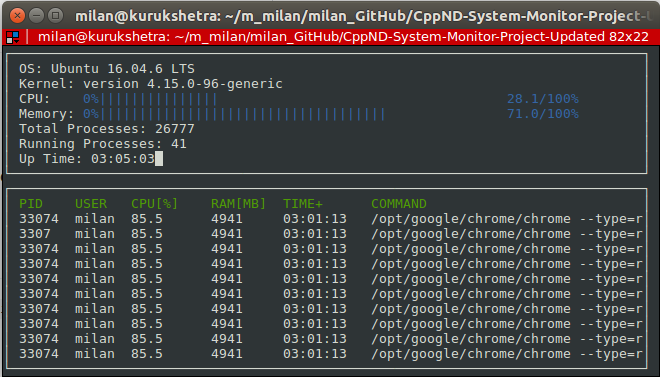 milan@kurukshetra: ~/m_milan/milan_GitHub/CppND-System-Monitor-Project-
milan@kurukshetra: ~/m_milan/milan_GitHub/CppND-System-Monitor-Project-Updated 82x22
OS: Ubuntu 16.04.6 LTS
Kernel: version 4.15.0-96-generic
CPU: 0%||||||||||||||| 28.1/100%
Memory: 0%|||||||||||||||||||||||||||||||||||| 71.0/100%
Total Processes: 26777
Running Processes: 41
Up Time: 03:05:03
PID USER CPU[%] RAM[MB] TIME+ COMMAND
33074 milan 85.5 4941 03:01:13 /opt/google/chrome/chrome --type=r
3307 milan 85.5 4941 03:01:13 /opt/google/chrome/chrome --type=r
33074 milan 85.5 4941 03:01:13 /opt/google/chrome/chrome --type=r
33074 milan 85.5 4941 03:01:13 /opt/google/chrome/chrome --type=r
33074 milan 85.5 4941 03:01:13 /opt/google/chrome/chrome --type=r
33074 milan 85.5 4941 03:01:13 /opt/google/chrome/chrome --type=r
33074 milan 85.5 4941 03:01:13 /opt/google/chrome/chrome --type=r
33074 milan 85.5 4941 03:01:13 /opt/google/chrome/chrome --type=r
33074 milan 85.5 4941 03:01:13 /opt/google/chrome/chrome --type=r
33074 milan 85.5 4941 03:01:13 /opt/google/chrome/chrome --type=r